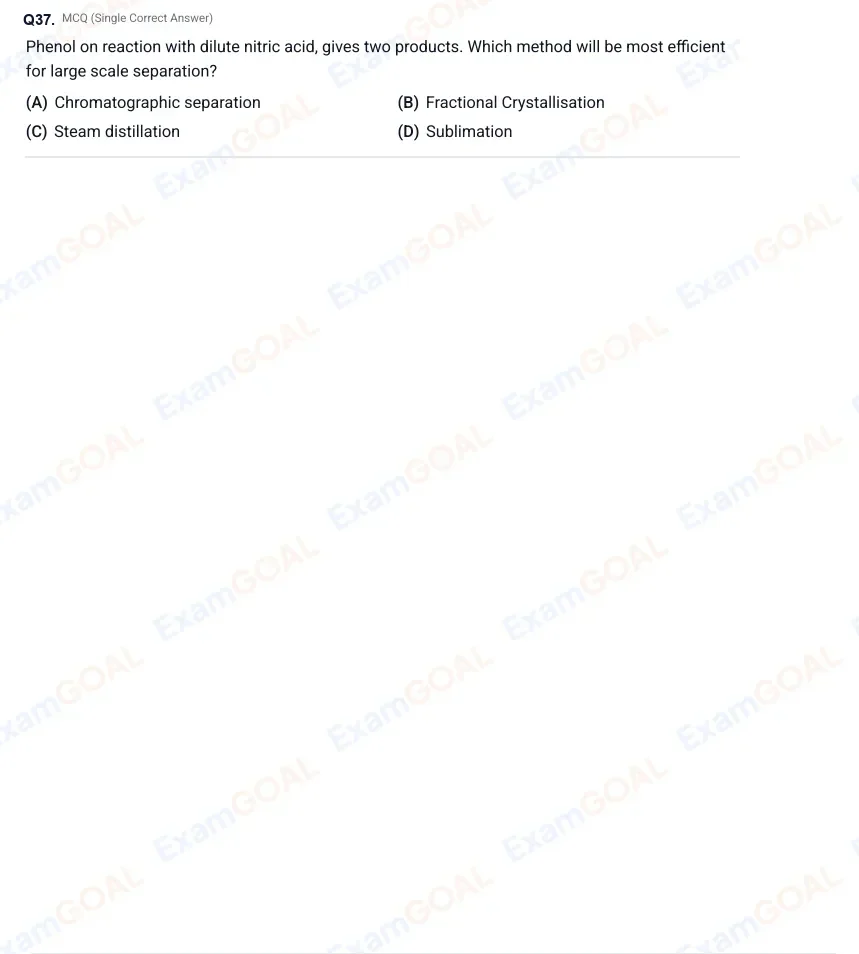 Q37. MCQ (Single Correct Answer)
Phenol on reaction with dilute nitric acid, gives two products. Which method will be most efficient
for large scale separation?
(A) Chromatographic separation (B) Fractional Crystallisation
(C) Steam distillation (D) Sublimation
ExamGOAL